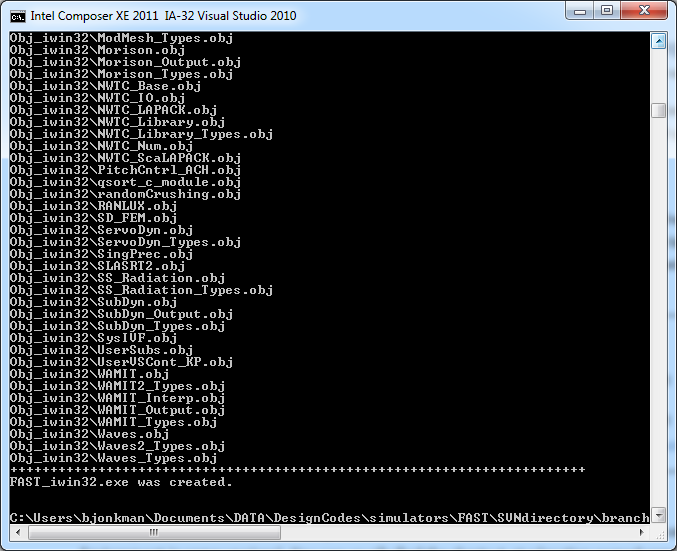 Intel Composer XE 2011 IA-32 Visual Studio 2010
Obj_iwin32\ModMesh_Types.obj
Obj_iwin32\Morison.obj
Obj_iwin32\Morison_Output.obj
Obj_iwin32\Morison_Types.obj
Obj_iwin32\NWTC_Base.obj
Obj_iwin32\NWTC_IO.obj
Obj_iwin32\NWTC_LAPACK.obj
Obj_iwin32\NWTC_Library.obj
Obj_iwin32\NWTC_Library_Types.obj
Obj_iwin32\NWTC_Num.obj
Obj_iwin32\NWTC_ScaLAPACK.obj
Obj_iwin32\PitchCntrl_ACH.obj
Obj_iwin32\qsort_c_module.obj
Obj_iwin32\randomCrushing.obj
Obj_iwin32\RANLUX.obj
Obj_iwin32\SD_FEM.obj
Obj_iwin32\ServoDyn.obj
Obj_iwin32\ServoDyn_Types.obj
Obj_iwin32\SingPrec.obj
Obj_iwin32\SLASRT2.obj
Obj_iwin32\SS_Radiation.obj
Obj_iwin32\SS_Radiation_Types.obj
Obj_iwin32\SubDyn.obj
Obj_iwin32\SubDyn_Output.obj
Obj_iwin32\SubDyn_Types.obj
Obj_iwin32\SysIVF.obj
Obj_iwin32\UserSubs.obj
Obj_iwin32\UserVSCont_KP.obj
Obj_iwin32\WAMIT.obj
Obj_iwin32\WAMIT2_Types.obj
Obj_iwin32\WAMIT_Interp.obj
Obj_iwin32\WAMIT_Output.obj
Obj_iwin32\WAMIT_Types.obj
Obj_iwin32\Waves.obj
Obj_iwin32\Waves2_Types.obj
Obj_iwin32\Waves_Types.obj
++++++++++++++++++++++++++++++++++++++++++++++++++++++++++++++++++++++++
FAST_iwin32.exe was created.
C:\Users\bjonkman\Documents\DATA\DesignCodes\simulators\FAST\SVNdirectory\branch